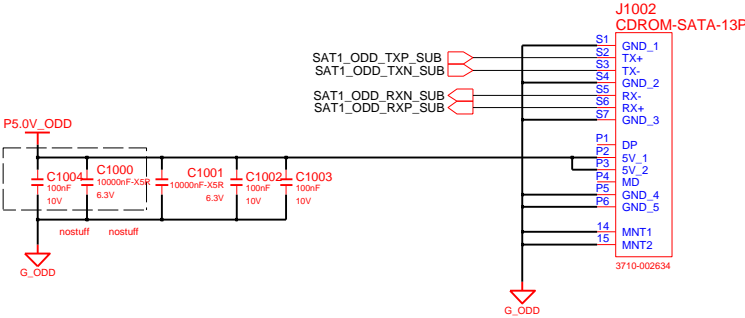 J1002
CDROM-SATA-13P
S1 GND_1
SAT1_ODD_TXP_SUB S2 TX+
SAT1_ODD_TXN_SUB S3 TX-
S4 GND_2
SAT1_ODD_RXN_SUB S5 RX-
SAT1_ODD_RXP_SUB S6 RX+
S7 GND_3
P5.0V_ODD
P1 DP
P2 5V_1
P3 5V_2
P4 MD
P5 GND_4
P6 GND_5
C1004 C1000 C1001 C1002 C1003
100nF 10000nF-X5R 10000nF-X5R 100nF 100nF
10V 6.3V 6.3V 10V 10V
nostuff nostuff
14 MNT1
15 MNT2
G_ODD
3710-002634
G_ODD